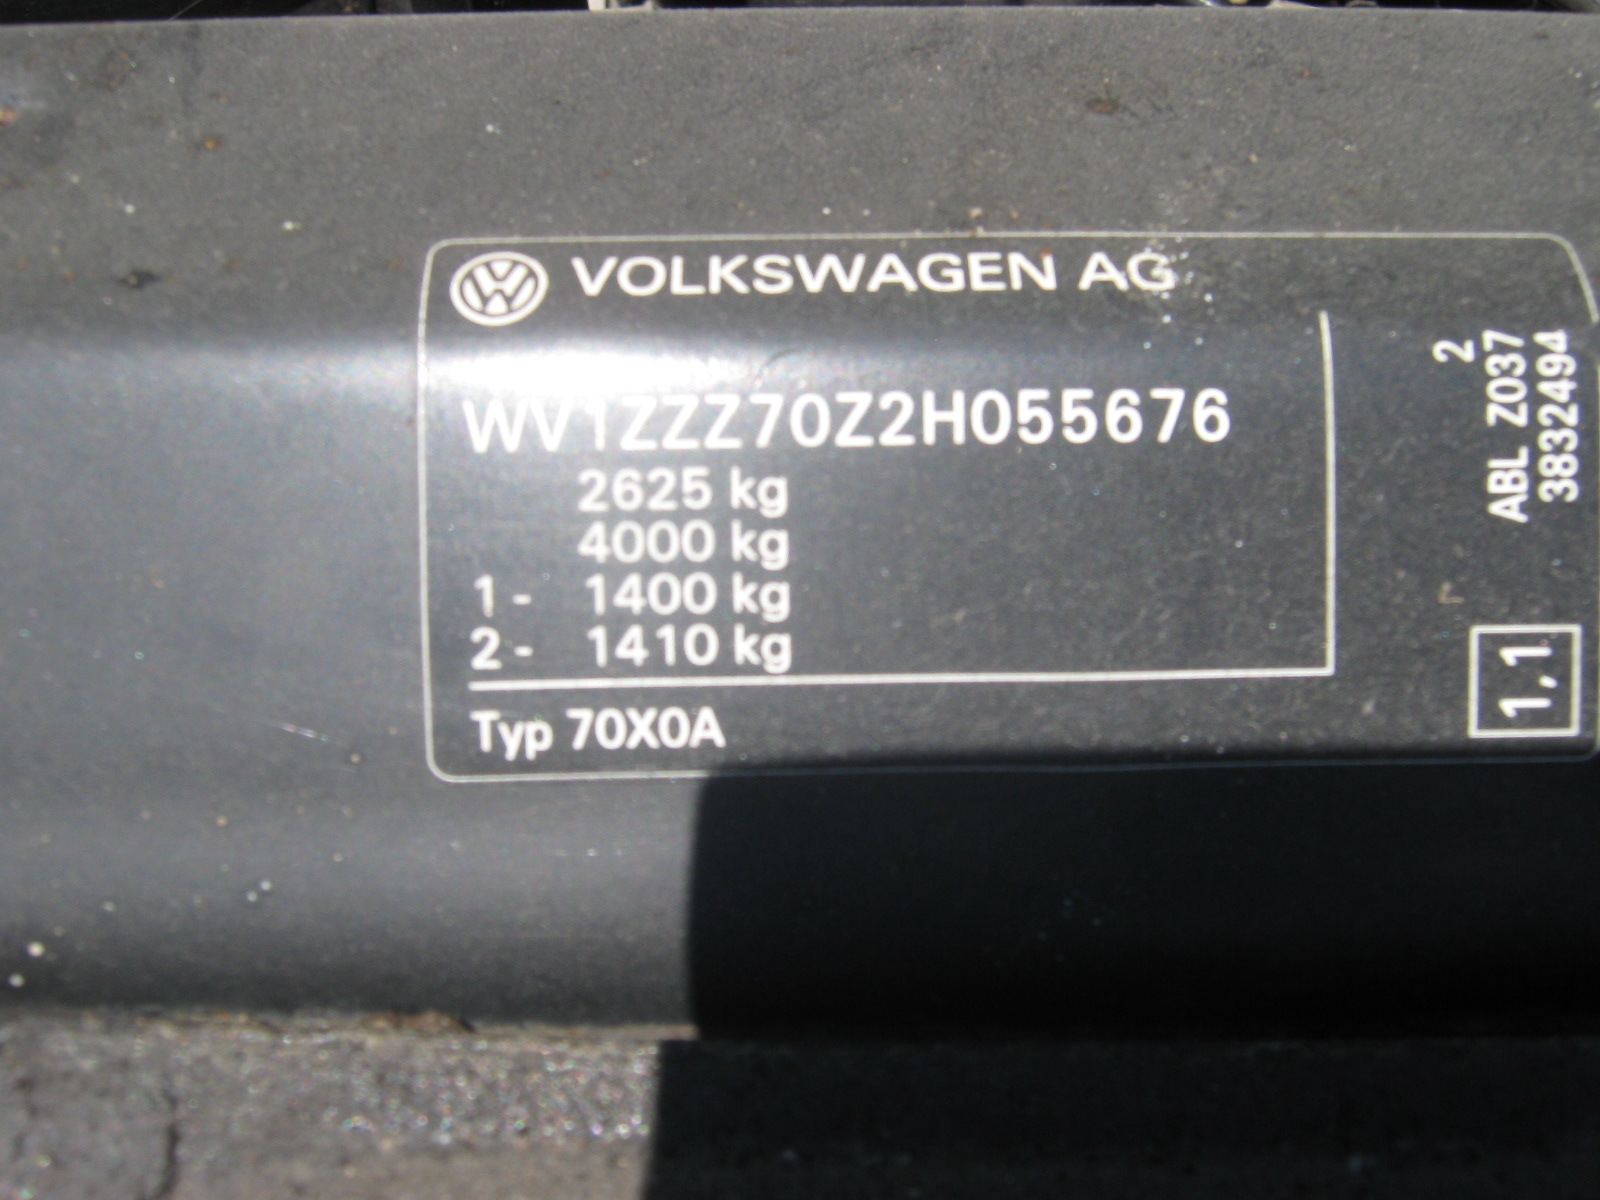 VOLKSWAGEN AG
WV1ZZZ70Z2H055676
2625 kg
4000 kg
1 - 1400 kg
2 - 1410 kg
Typ 70X0A
2
ABL Z037
3832494
1,1